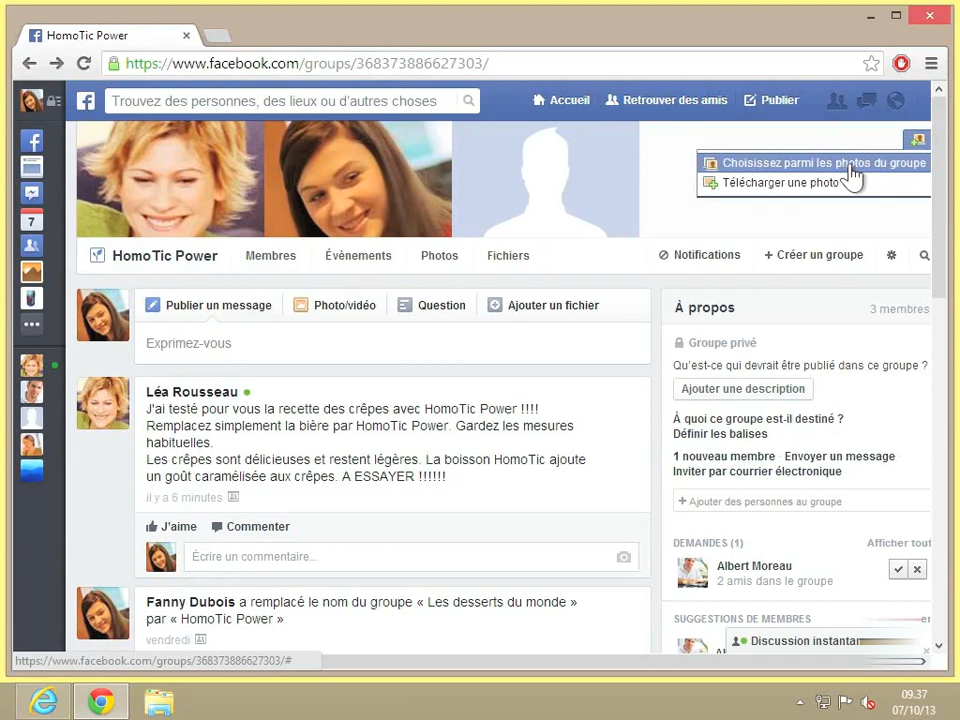 HomoTic Power
https://www.facebook.com/groups/368373886627303/
Trouvez des personnes, des lieux ou d'autres choses
Accueil
Retrouver des amis
Publier
7
Choisissez parmi les photos du groupe
Télécharger une photo
HomoTic Power
Membres
Évènements
Photos
Fichiers
Notifications
+ Créer un groupe
Publier un message
Photo/vidéo
Question
Ajouter un fichier
Exprimez-vous
Léa Rousseau
J'ai testé pour vous la recette des crêpes avec HomoTic Power !!!!
Remplacez simplement la bière par HomoTic Power. Gardez les mesures
habituelles.
Les crêpes sont délicieuses et restent légères. La boisson HomoTic ajoute
un goût caramélisée aux crêpes. A ESSAYER !!!!!!
il y a 6 minutes
J'aime
Commenter
Écrire un commentaire...
Fanny Dubois a remplacé le nom du groupe « Les desserts du monde »
par « HomoTic Power »
vendredi
À propos
3 membres
Groupe privé
Qu'est-ce qui devrait être publié dans ce groupe ?
Ajouter une description
À quoi ce groupe est-il destiné ?
Définir les balises
1 nouveau membre · Envoyer un message ·
Inviter par courrier électronique
+ Ajouter des personnes au groupe
DEMANDES (1)
Afficher tout
Albert Moreau
2 amis dans le groupe
SUGGESTIONS DE MEMBRES
Discussion instantan
https://www.facebook.com/groups/368373886627303/#
09.37
07/10/13